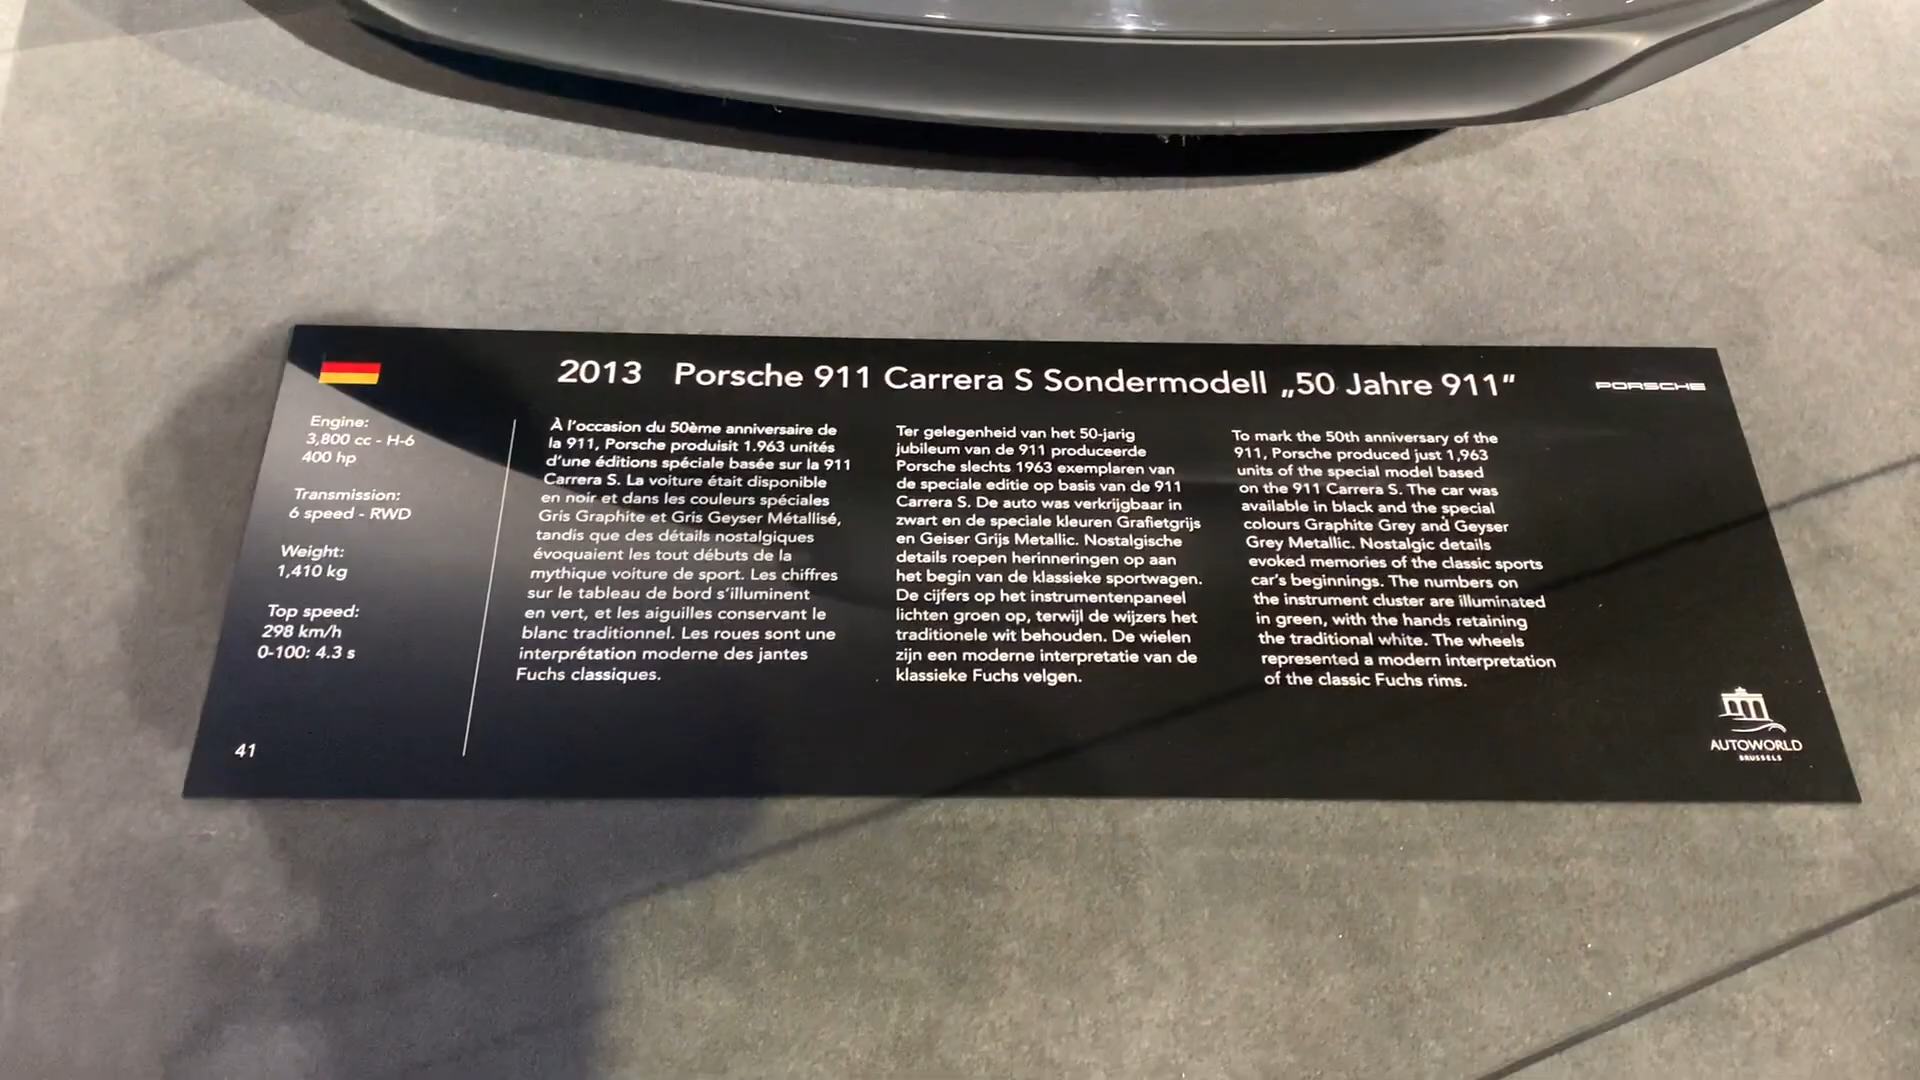 2013 Porsche 911 Carrera S Sondermodell „50 Jahre 911“
PORSCHE
Engine:
3,800 cc - H-6
400 hp
Transmission:
6 speed - RWD
Weight:
1,410 kg
Top speed:
298 km/h
0-100: 4.3 s
41
À l’occasion du 50ème anniversaire de
la 911, Porsche produisit 1.963 unités
d’une éditions spéciale basée sur la 911
Carrera S. La voiture était disponible
en noir et dans les couleurs spéciales
Gris Graphite et Gris Geyser Métallisé,
tandis que des détails nostalgiques
évoquaient les tout débuts de la
mythique voiture de sport. Les chiffres
sur le tableau de bord s’illuminent
en vert, et les aiguilles conservant le
blanc traditionnel. Les roues sont une
interprétation moderne des jantes
Fuchs classiques.
Ter gelegenheid van het 50-jarig
jubileum van de 911 produceerde
Porsche slechts 1963 exemplaren van
de speciale editie op basis van de 911
Carrera S. De auto was verkrijgbaar in
zwart en de speciale kleuren Grafietgrijs
en Geiser Grijs Metallic. Nostalgische
details roepen herinneringen op aan
het begin van de klassieke sportwagen.
De cijfers op het instrumentenpaneel
lichten groen op, terwijl de wijzers het
traditionele wit behouden. De wielen
zijn een moderne interpretatie van de
klassieke Fuchs velgen.
To mark the 50th anniversary of the
911, Porsche produced just 1,963
units of the special model based
on the 911 Carrera S. The car was
available in black and the special
colours Graphite Grey and Geyser
Grey Metallic. Nostalgic details
evoked memories of the classic sports
car’s beginnings. The numbers on
the instrument cluster are illuminated
in green, with the hands retaining
the traditional white. The wheels
represented a modern interpretation
of the classic Fuchs rims.
AUTOWORLD
BRUSSELS